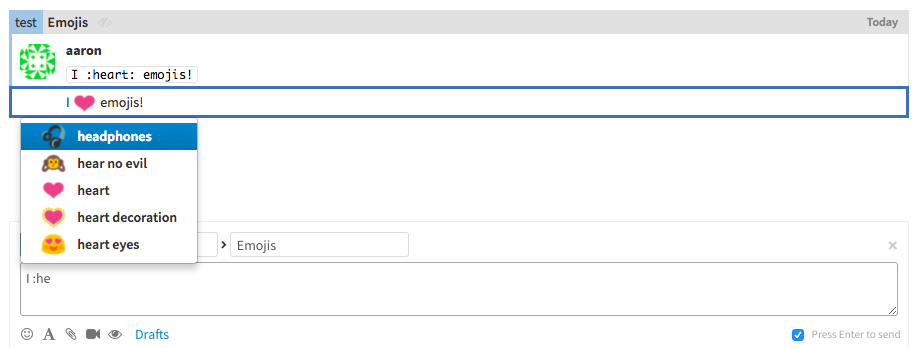 test Emojis Today
aaron
I :heart: emojis!
I emojis!
headphones
hear no evil
heart
heart decoration
heart eyes
Emojis
I :he
Drafts Press Enter to send